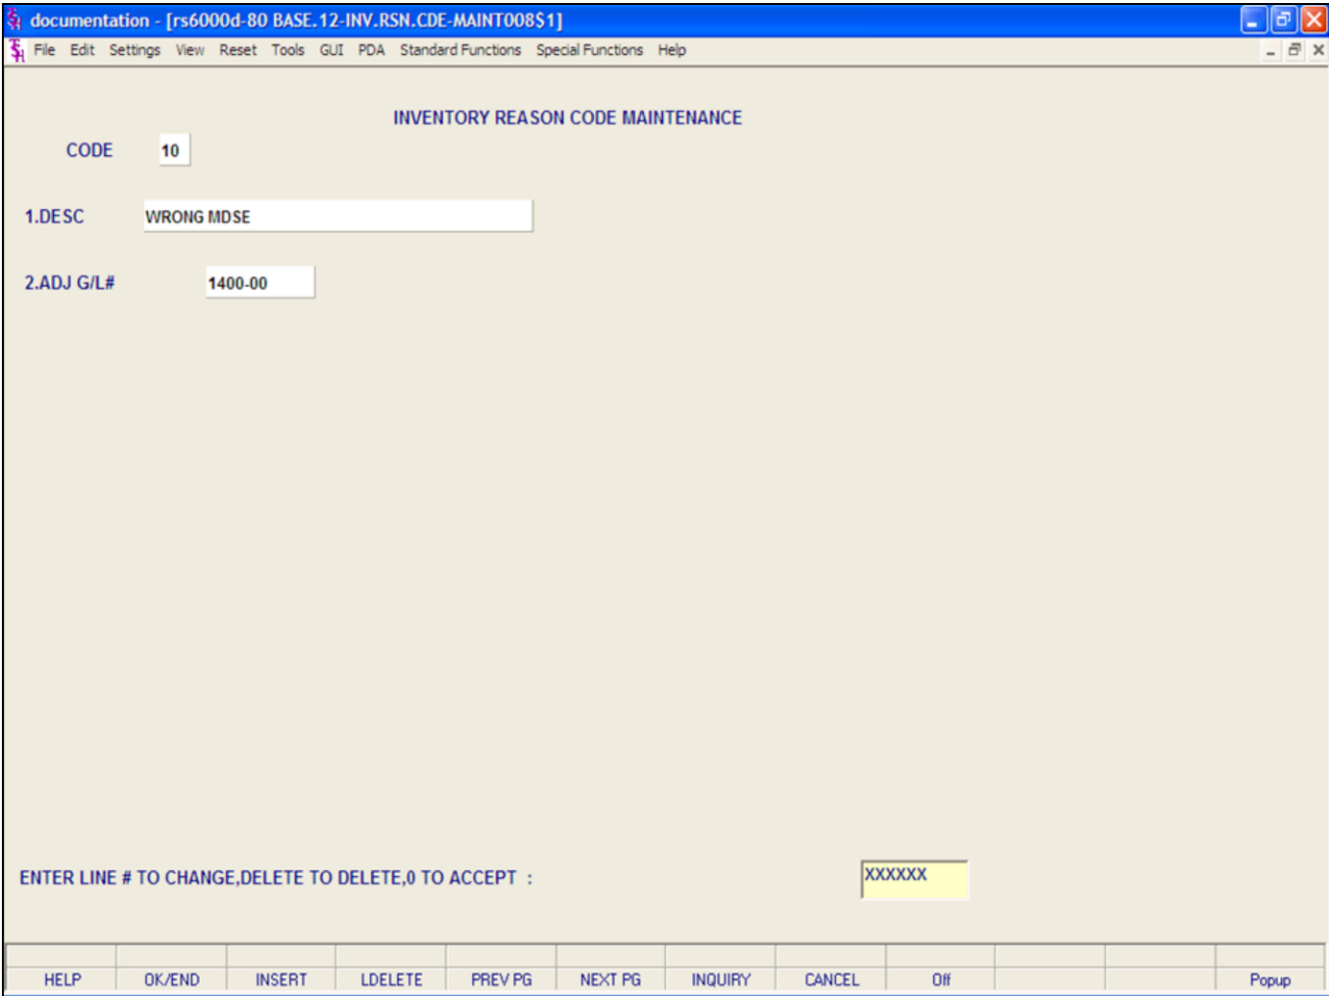 documentation - [rs6000d-80 BASE.12-INV.RSN.CDE-MAINT008$1]
File Edit Settings View Reset Tools GUI PDA Standard Functions Special Functions Help
INVENTORY REASON CODE MAINTENANCE
CODE 10
1.DESC WRONG MDSE
2.ADJ G/L# 1400-00
ENTER LINE # TO CHANGE,DELETE TO DELETE,0 TO ACCEPT : XXXXXX
HELP OK/END INSERT LDELETE PREV PG NEXT PG INQUIRY CANCEL Off Popup